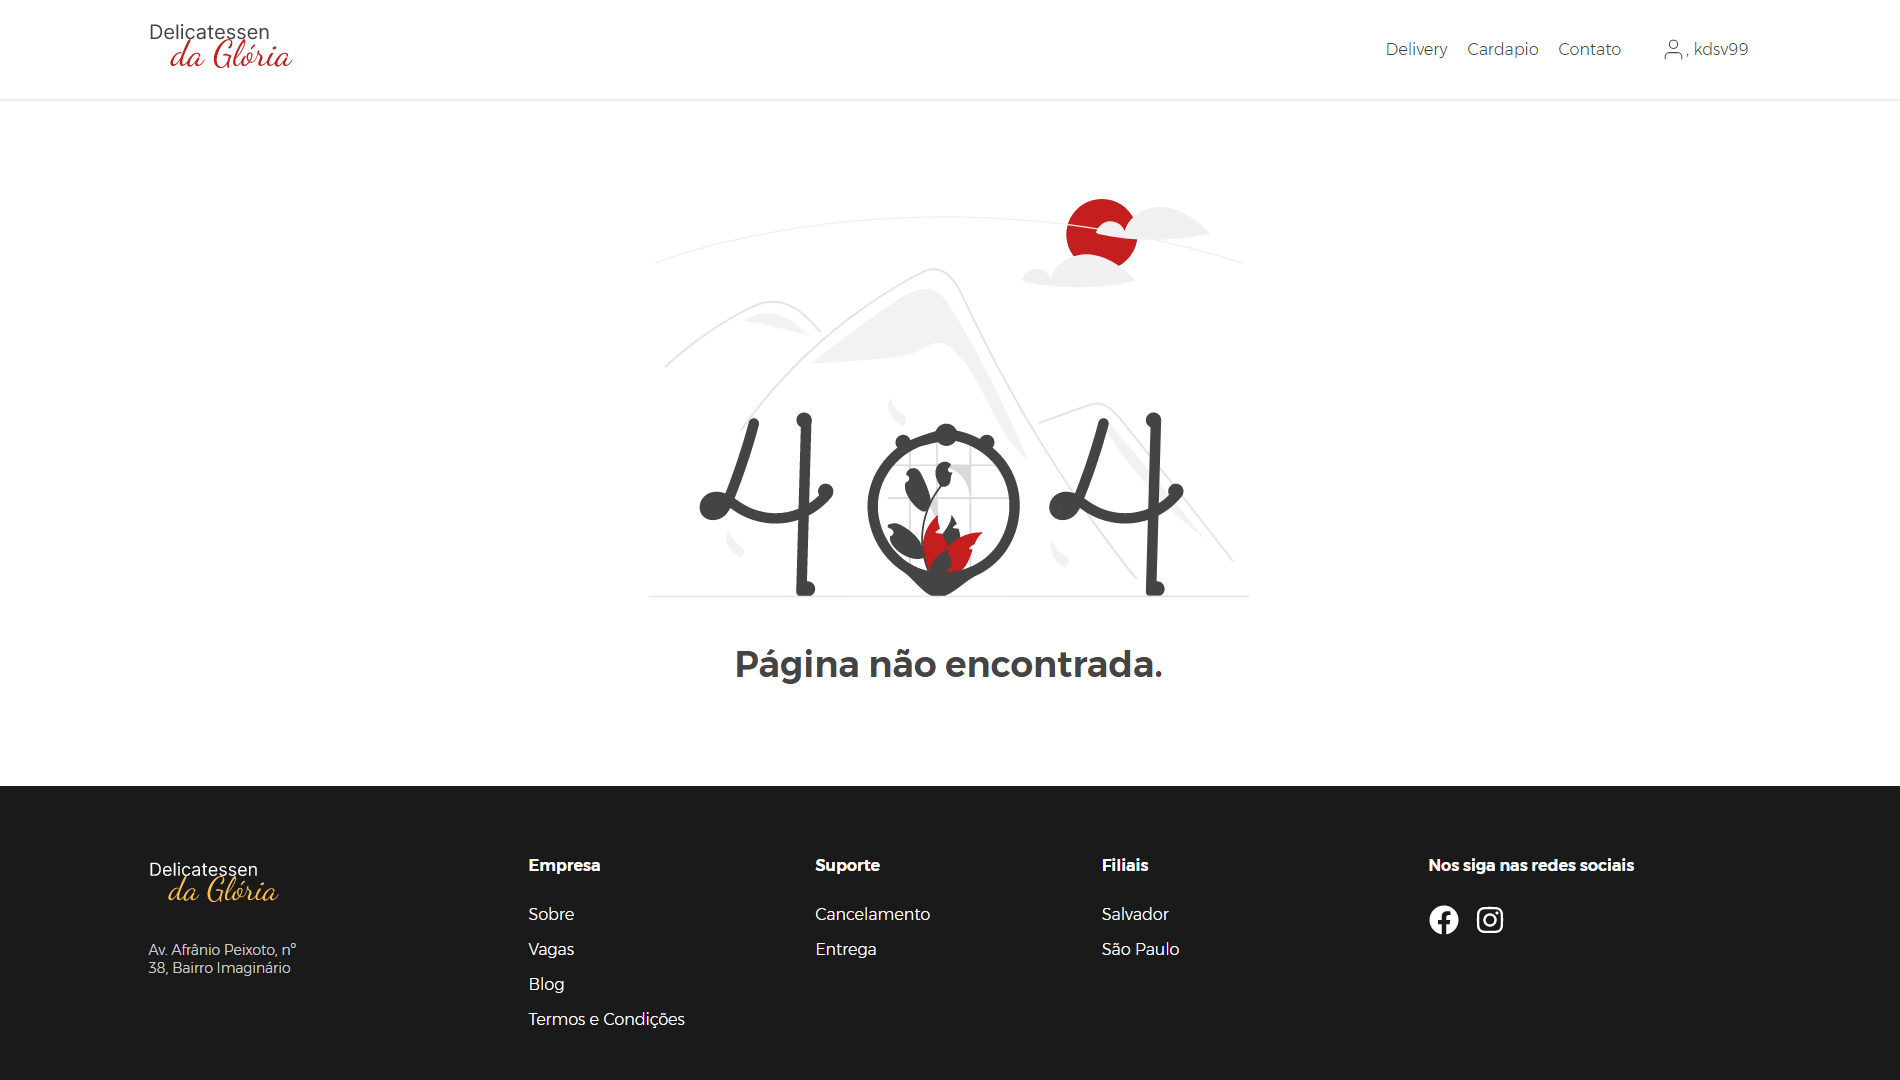 Delicatessen
da Glória
Delivery Cardapio Contato , kdsv99
404
Página não encontrada.
Delicatessen
da Glória
Av. Afrânio Peixoto, nº
38, Bairro Imaginário
Empresa
Sobre
Vagas
Blog
Termos e Condições
Suporte
Cancelamento
Entrega
Filiais
Salvador
São Paulo
Nos siga nas redes sociais